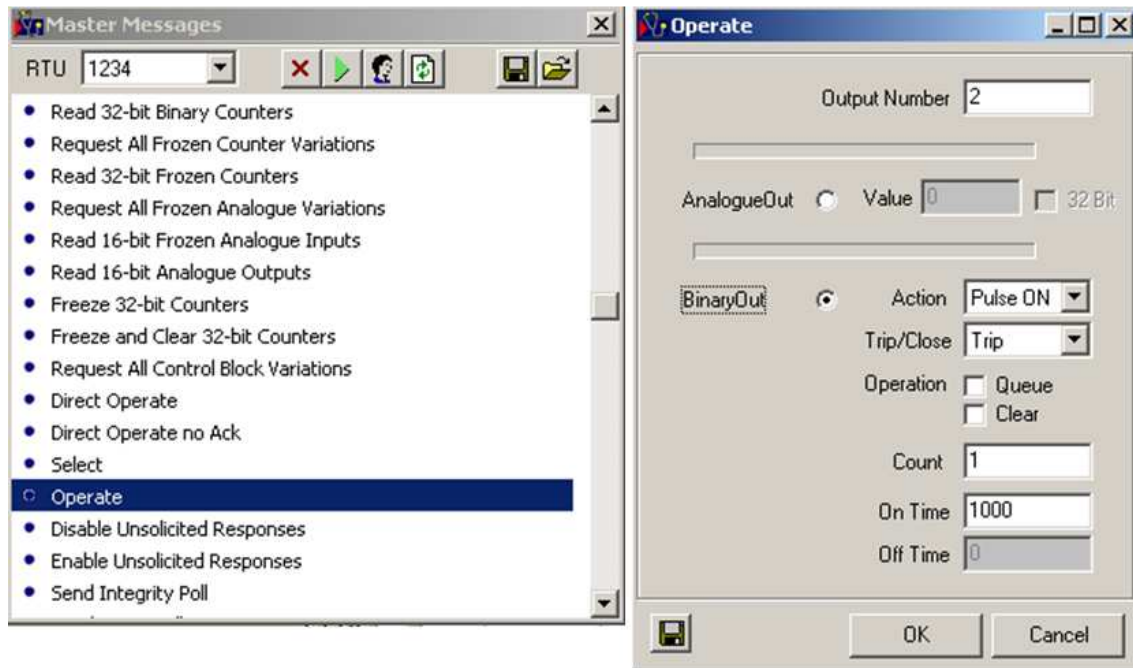 Master Messages
RTU 1234
Read 32-bit Binary Counters
Request All Frozen Counter Variations
Read 32-bit Frozen Counters
Request All Frozen Analogue Variations
Read 16-bit Frozen Analogue Inputs
Read 16-bit Analogue Outputs
Freeze 32-bit Counters
Freeze and Clear 32-bit Counters
Request All Control Block Variations
Direct Operate
Direct Operate no Ack
Select
Operate
Disable Unsolicited Responses
Enable Unsolicited Responses
Send Integrity Poll
Operate
Output Number 2
AnalogueOut Value 0 32 Bit
BinaryOut Action Pulse ON
Trip/Close Trip
Operation Queue
Clear
Count 1
On Time 1000
Off Time 0
OK Cancel